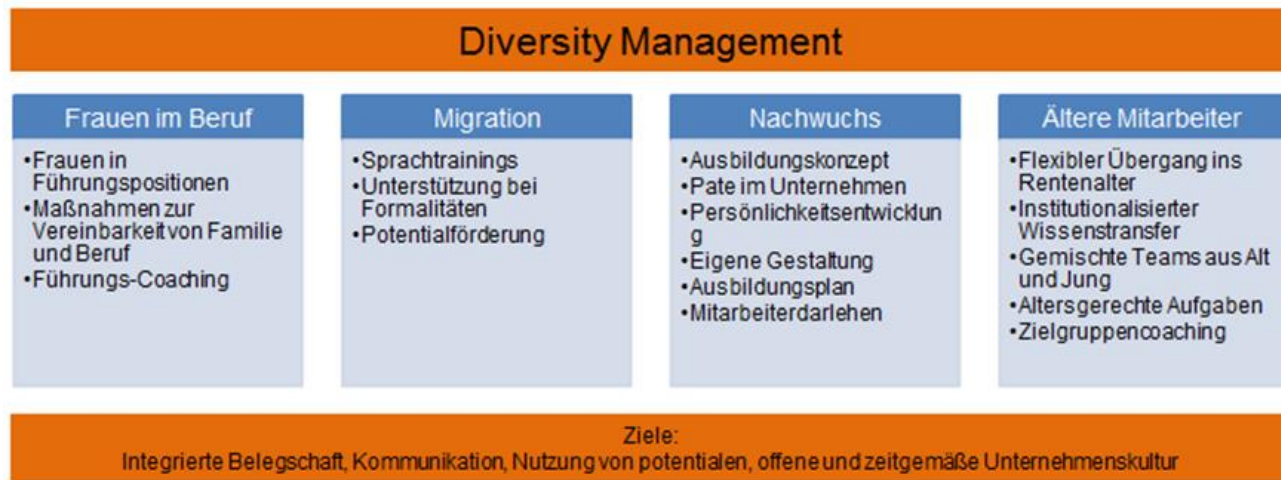 Diversity Management
Frauen im Beruf
•Frauen in
Führungspositionen
•Maßnahmen zur
Vereinbarkeit von Familie
und Beruf
•Führungs-Coaching
Migration
•Sprachtrainings
•Unterstützung bei
Formalitäten
•Potentialförderung
Nachwuchs
•Ausbildungskonzept
•Pate im Unternehmen
•Persönlichkeitsentwicklun
g
•Eigene Gestaltung
•Ausbildungsplan
•Mitarbeiterdarlehen
Ältere Mitarbeiter
•Flexibler Übergang ins
Rentenalter
•Institutionalisierter
Wissenstransfer
•Gemischte Teams aus Alt
und Jung
•Altersgerechte Aufgaben
•Zielgruppencoaching
Ziele:
Integrierte Belegschaft, Kommunikation, Nutzung von potentialen, offene und zeitgemäße Unternehmenskultur